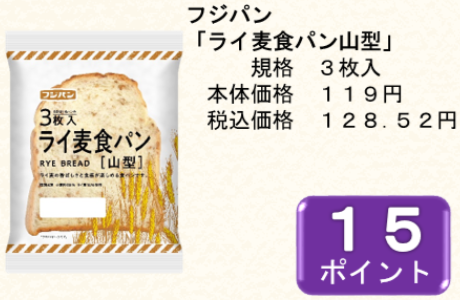 フジパン
「ライ麦食パン山型」
規格　３枚入
本体価格　１１９円
税込価格　１２８.５２円
フジパン
3枚入
ライ麦食パン
RYE BREAD ［山型］
１５
ポイント